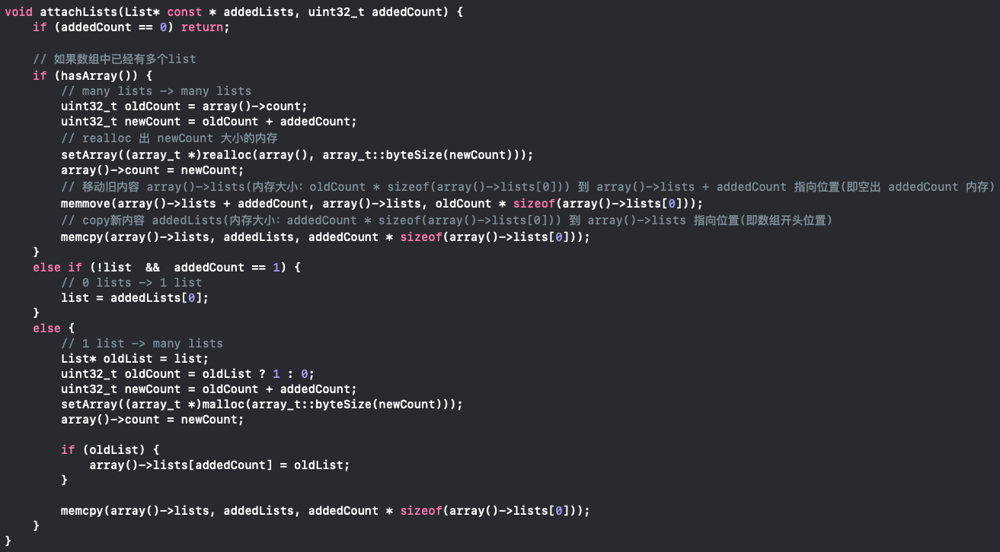 void attachLists(List* const * addedLists, uint32_t addedCount) {
    if (addedCount == 0) return;

    // 如果数组中已经有多个list
    if (hasArray()) {
        // many lists -> many lists
        uint32_t oldCount = array()->count;
        uint32_t newCount = oldCount + addedCount;
        // realloc 出 newCount 大小的内存
        setArray((array_t *)realloc(array(), array_t::byteSize(newCount)));
        array()->count = newCount;
        // 移动旧内容 array()->lists(内存大小: oldCount * sizeof(array()->lists[0])) 到 array()->lists + addedCount 指向位置(即空出 addedCount 内存)
        memmove(array()->lists + addedCount, array()->lists, oldCount * sizeof(array()->lists[0]));
        // copy新内容 addedLists(内存大小: addedCount * sizeof(array()->lists[0])) 到 array()->lists 指向位置(即数组开头位置)
        memcpy(array()->lists, addedLists, addedCount * sizeof(array()->lists[0]));
    }
    else if (!list  &&  addedCount == 1) {
        // 0 lists -> 1 list
        list = addedLists[0];
    }
    else {
        // 1 list -> many lists
        List* oldList = list;
        uint32_t oldCount = oldList ? 1 : 0;
        uint32_t newCount = oldCount + addedCount;
        setArray((array_t *)malloc(array_t::byteSize(newCount)));
        array()->count = newCount;

        if (oldList) {
            array()->lists[addedCount] = oldList;
        }

        memcpy(array()->lists, addedLists, addedCount * sizeof(array()->lists[0]));
    }
}